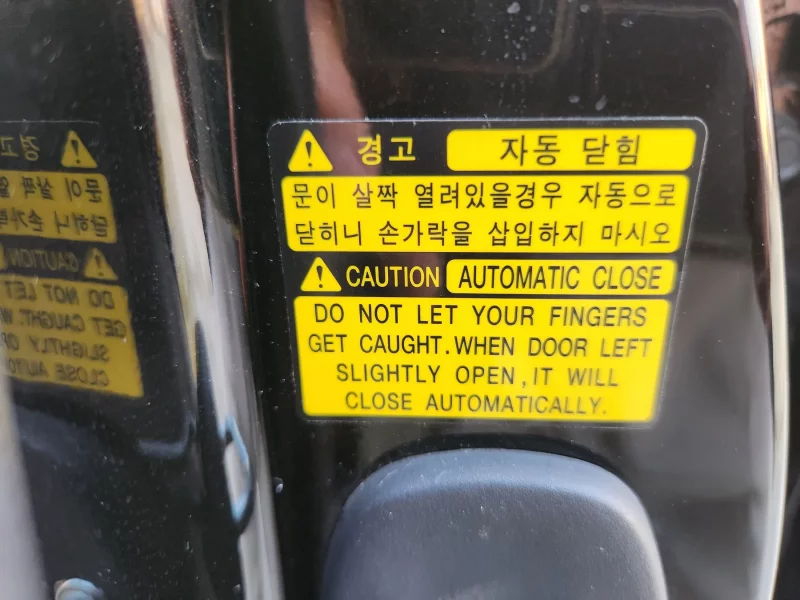 경고 자동 닫힘
문이 살짝 열려있을경우 자동으로
닫히니 손가락을 삽입하지 마시오
CAUTION AUTOMATIC CLOSE
DO NOT LET YOUR FINGERS
GET CAUGHT.WHEN DOOR LEFT
SLIGHTLY OPEN,IT WILL
CLOSE AUTOMATICALLY.